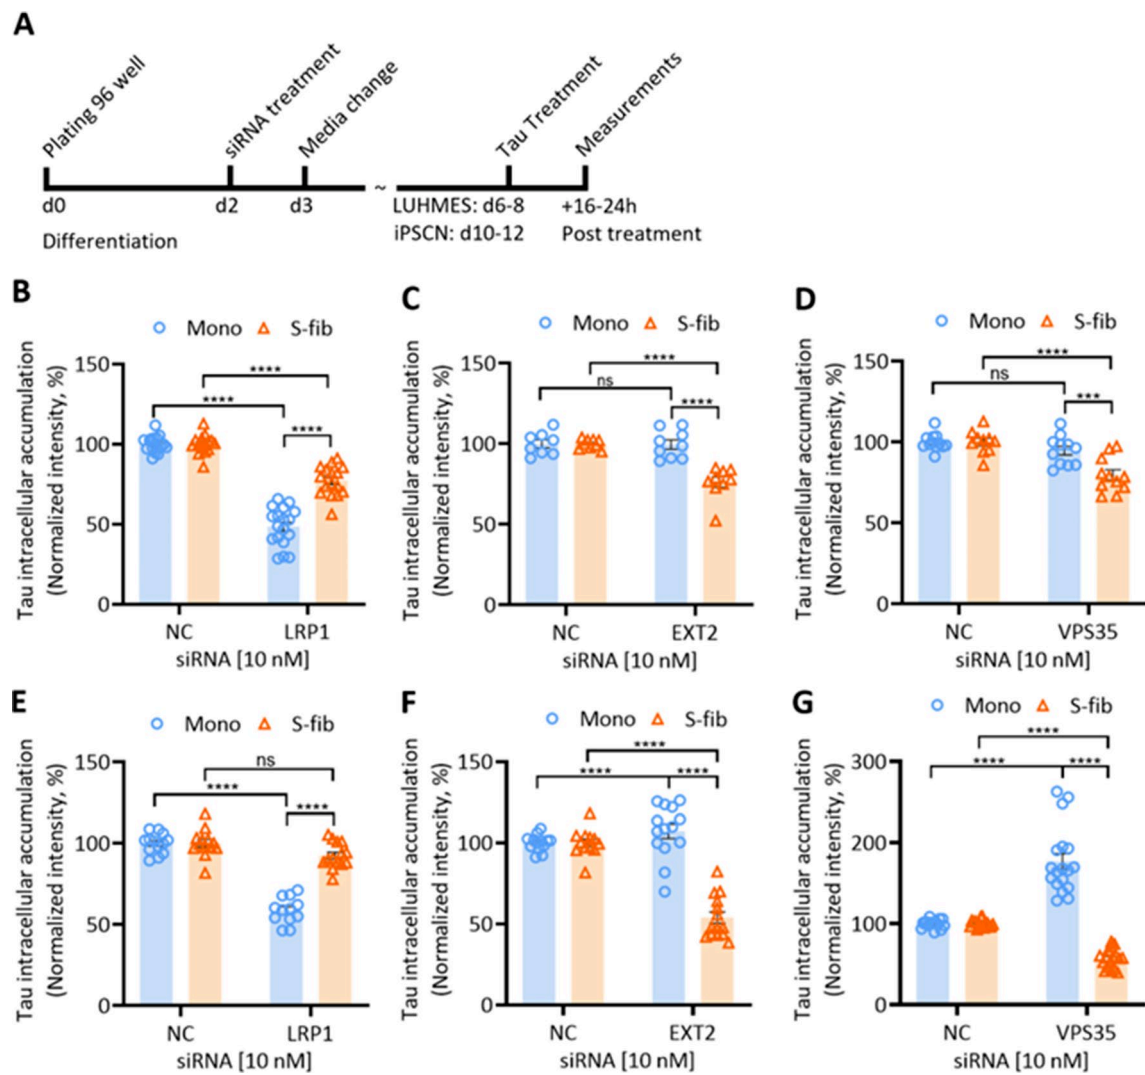 A
Plating 96 well
siRNA treatment
Media change
Tau Treatment
Measurements
~
d0
d2
d3
LUHMES: d6-8
+16-24h
Differentiation
iPSCN: d10-12
Post treatment
B
Mono
S-fib
Tau intracellular accumulation
(Normalized intensity, %)
150
100
50
0
****
****
****
NC
LRP1
siRNA [10 nM]
C
Mono
S-fib
Tau intracellular accumulation
(Normalized intensity, %)
150
100
50
0
****
ns
****
NC
EXT2
siRNA [10 nM]
D
Mono
S-fib
Tau intracellular accumulation
(Normalized intensity, %)
150
100
50
0
****
ns
***
NC
VPS35
siRNA [10 nM]
E
Mono
S-fib
Tau intracellular accumulation
(Normalized intensity, %)
150
100
50
0
ns
****
****
NC
LRP1
siRNA [10 nM]
F
Mono
S-fib
Tau intracellular accumulation
(Normalized intensity, %)
150
100
50
0
****
****
****
NC
EXT2
siRNA [10 nM]
G
Mono
S-fib
Tau intracellular accumulation
(Normalized intensity, %)
300
200
100
0
****
****
****
NC
VPS35
siRNA [10 nM]